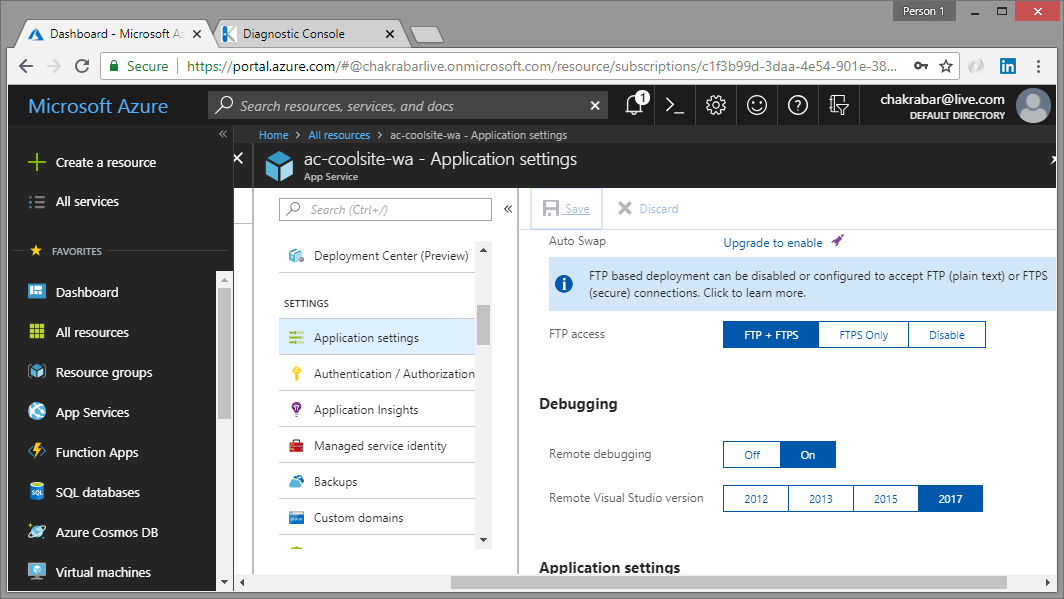 Person 1
Dashboard - Microsoft A
Diagnostic Console
Secure
https://portal.azure.com/#@chakrabarlive.onmicrosoft.com/resource/subscriptions/c1f3b99d-3daa-4e54-901e-38...
Microsoft Azure
Search resources, services, and docs
1
chakrabar@live.com
DEFAULT DIRECTORY
Create a resource
All services
FAVORITES
Dashboard
All resources
Resource groups
App Services
Function Apps
SQL databases
Azure Cosmos DB
Virtual machines
Home > All resources > ac-coolsite-wa - Application settings
ac-coolsite-wa - Application settings
App Service
Search (Ctrl+/)
Deployment Center (Preview)
SETTINGS
Application settings
Authentication / Authorization
Application Insights
Managed service identity
Backups
Custom domains
Save
Discard
Auto Swap
Upgrade to enable
FTP based deployment can be disabled or configured to accept FTP (plain text) or FTPS
(secure) connections. Click to learn more.
FTP access
FTP + FTPS
FTPS Only
Disable
Debugging
Remote debugging
Off
On
Remote Visual Studio version
2012
2013
2015
2017
Application settings